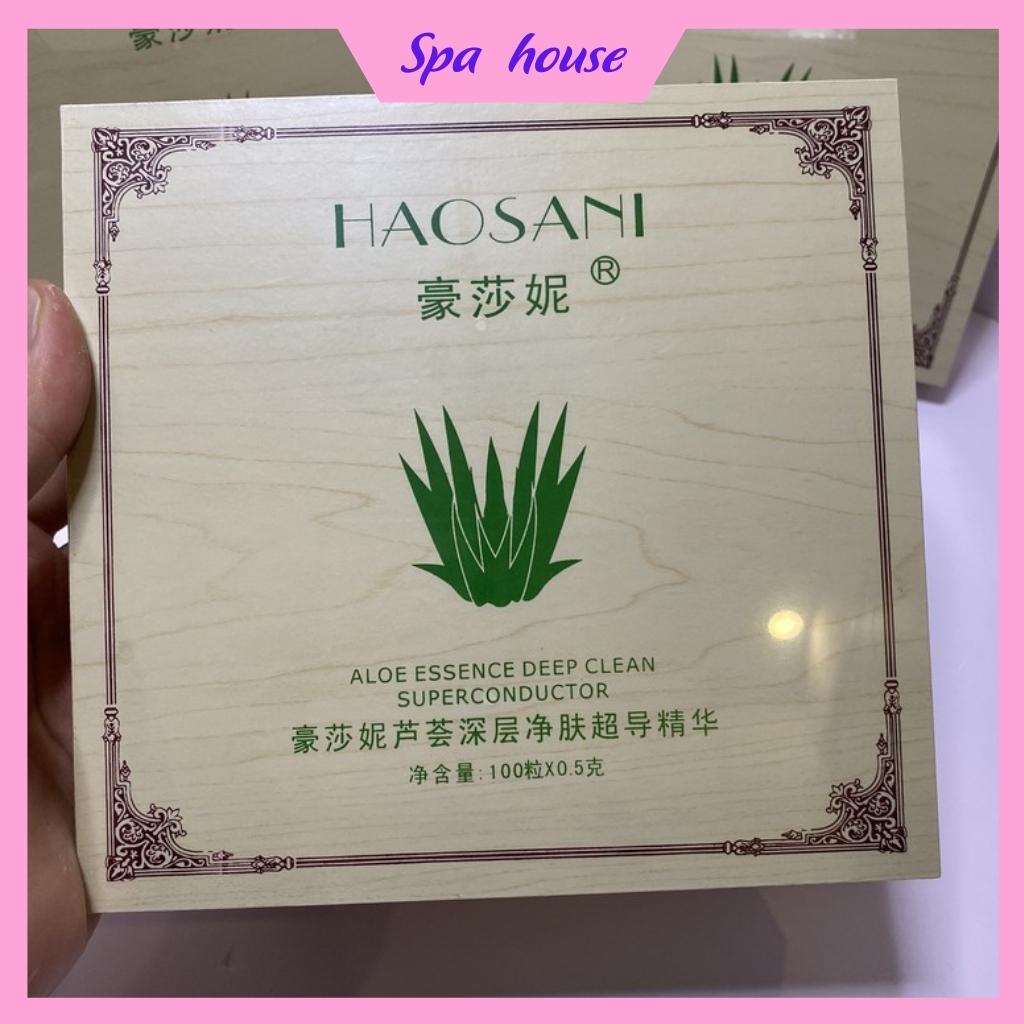 Spa house
HAOSANI
豪莎妮®
ALOE ESSENCE DEEP CLEAN
SUPERCONDUCTOR
豪莎妮芦荟深层净肤超导精华
净含量:100粒X0.5克